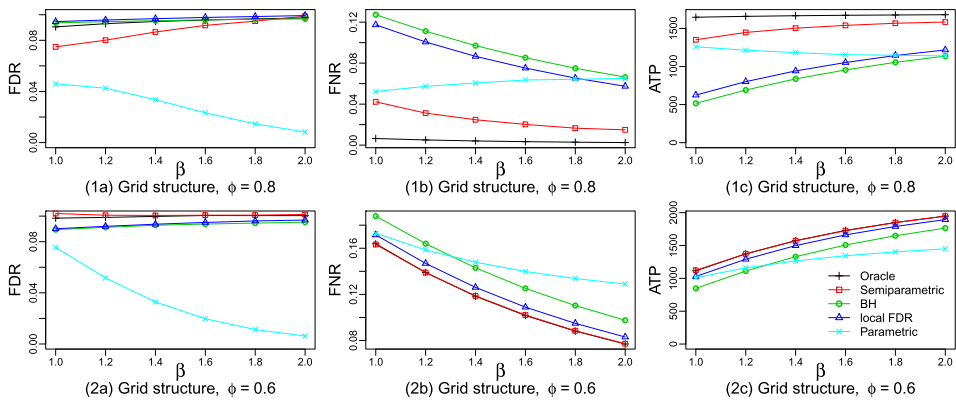 FDR
0.00 0.04 0.08
1.0 1.2 1.4 1.6 1.8 2.0
β
(1a) Grid structure, ϕ = 0.8
FNR
0.00 0.04 0.08 0.12
1.0 1.2 1.4 1.6 1.8 2.0
β
(1b) Grid structure, ϕ = 0.8
ATP
0 500 1000 1500
1.0 1.2 1.4 1.6 1.8 2.0
β
(1c) Grid structure, ϕ = 0.8
FDR
0.00 0.04 0.08
1.0 1.2 1.4 1.6 1.8 2.0
β
(2a) Grid structure, ϕ = 0.6
FNR
0.08 0.12 0.16
1.0 1.2 1.4 1.6 1.8 2.0
β
(2b) Grid structure, ϕ = 0.6
ATP
0 500 1000 1500 2000
Oracle
Semiparametric
BH
local FDR
Parametric
1.0 1.2 1.4 1.6 1.8 2.0
β
(2c) Grid structure, ϕ = 0.6